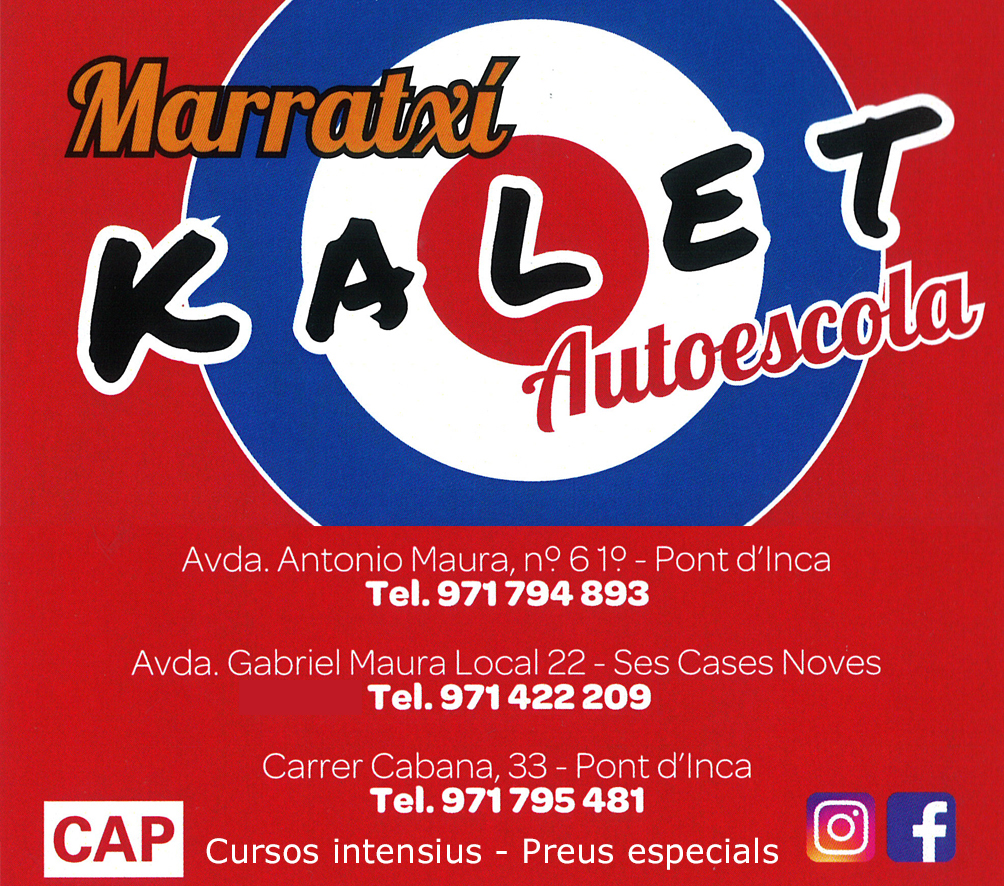 Marratxí
KALET
Autoescola
Avda. Antonio Maura, nº 6 1º - Pont d'Inca
Tel. 971 794 893
Avda. Gabriel Maura Local 22 - Ses Cases Noves
Tel. 971 422 209
Carrer Cabana, 33 - Pont d'Inca
Tel. 971 795 481
CAP
Cursos intensius - Preus especials